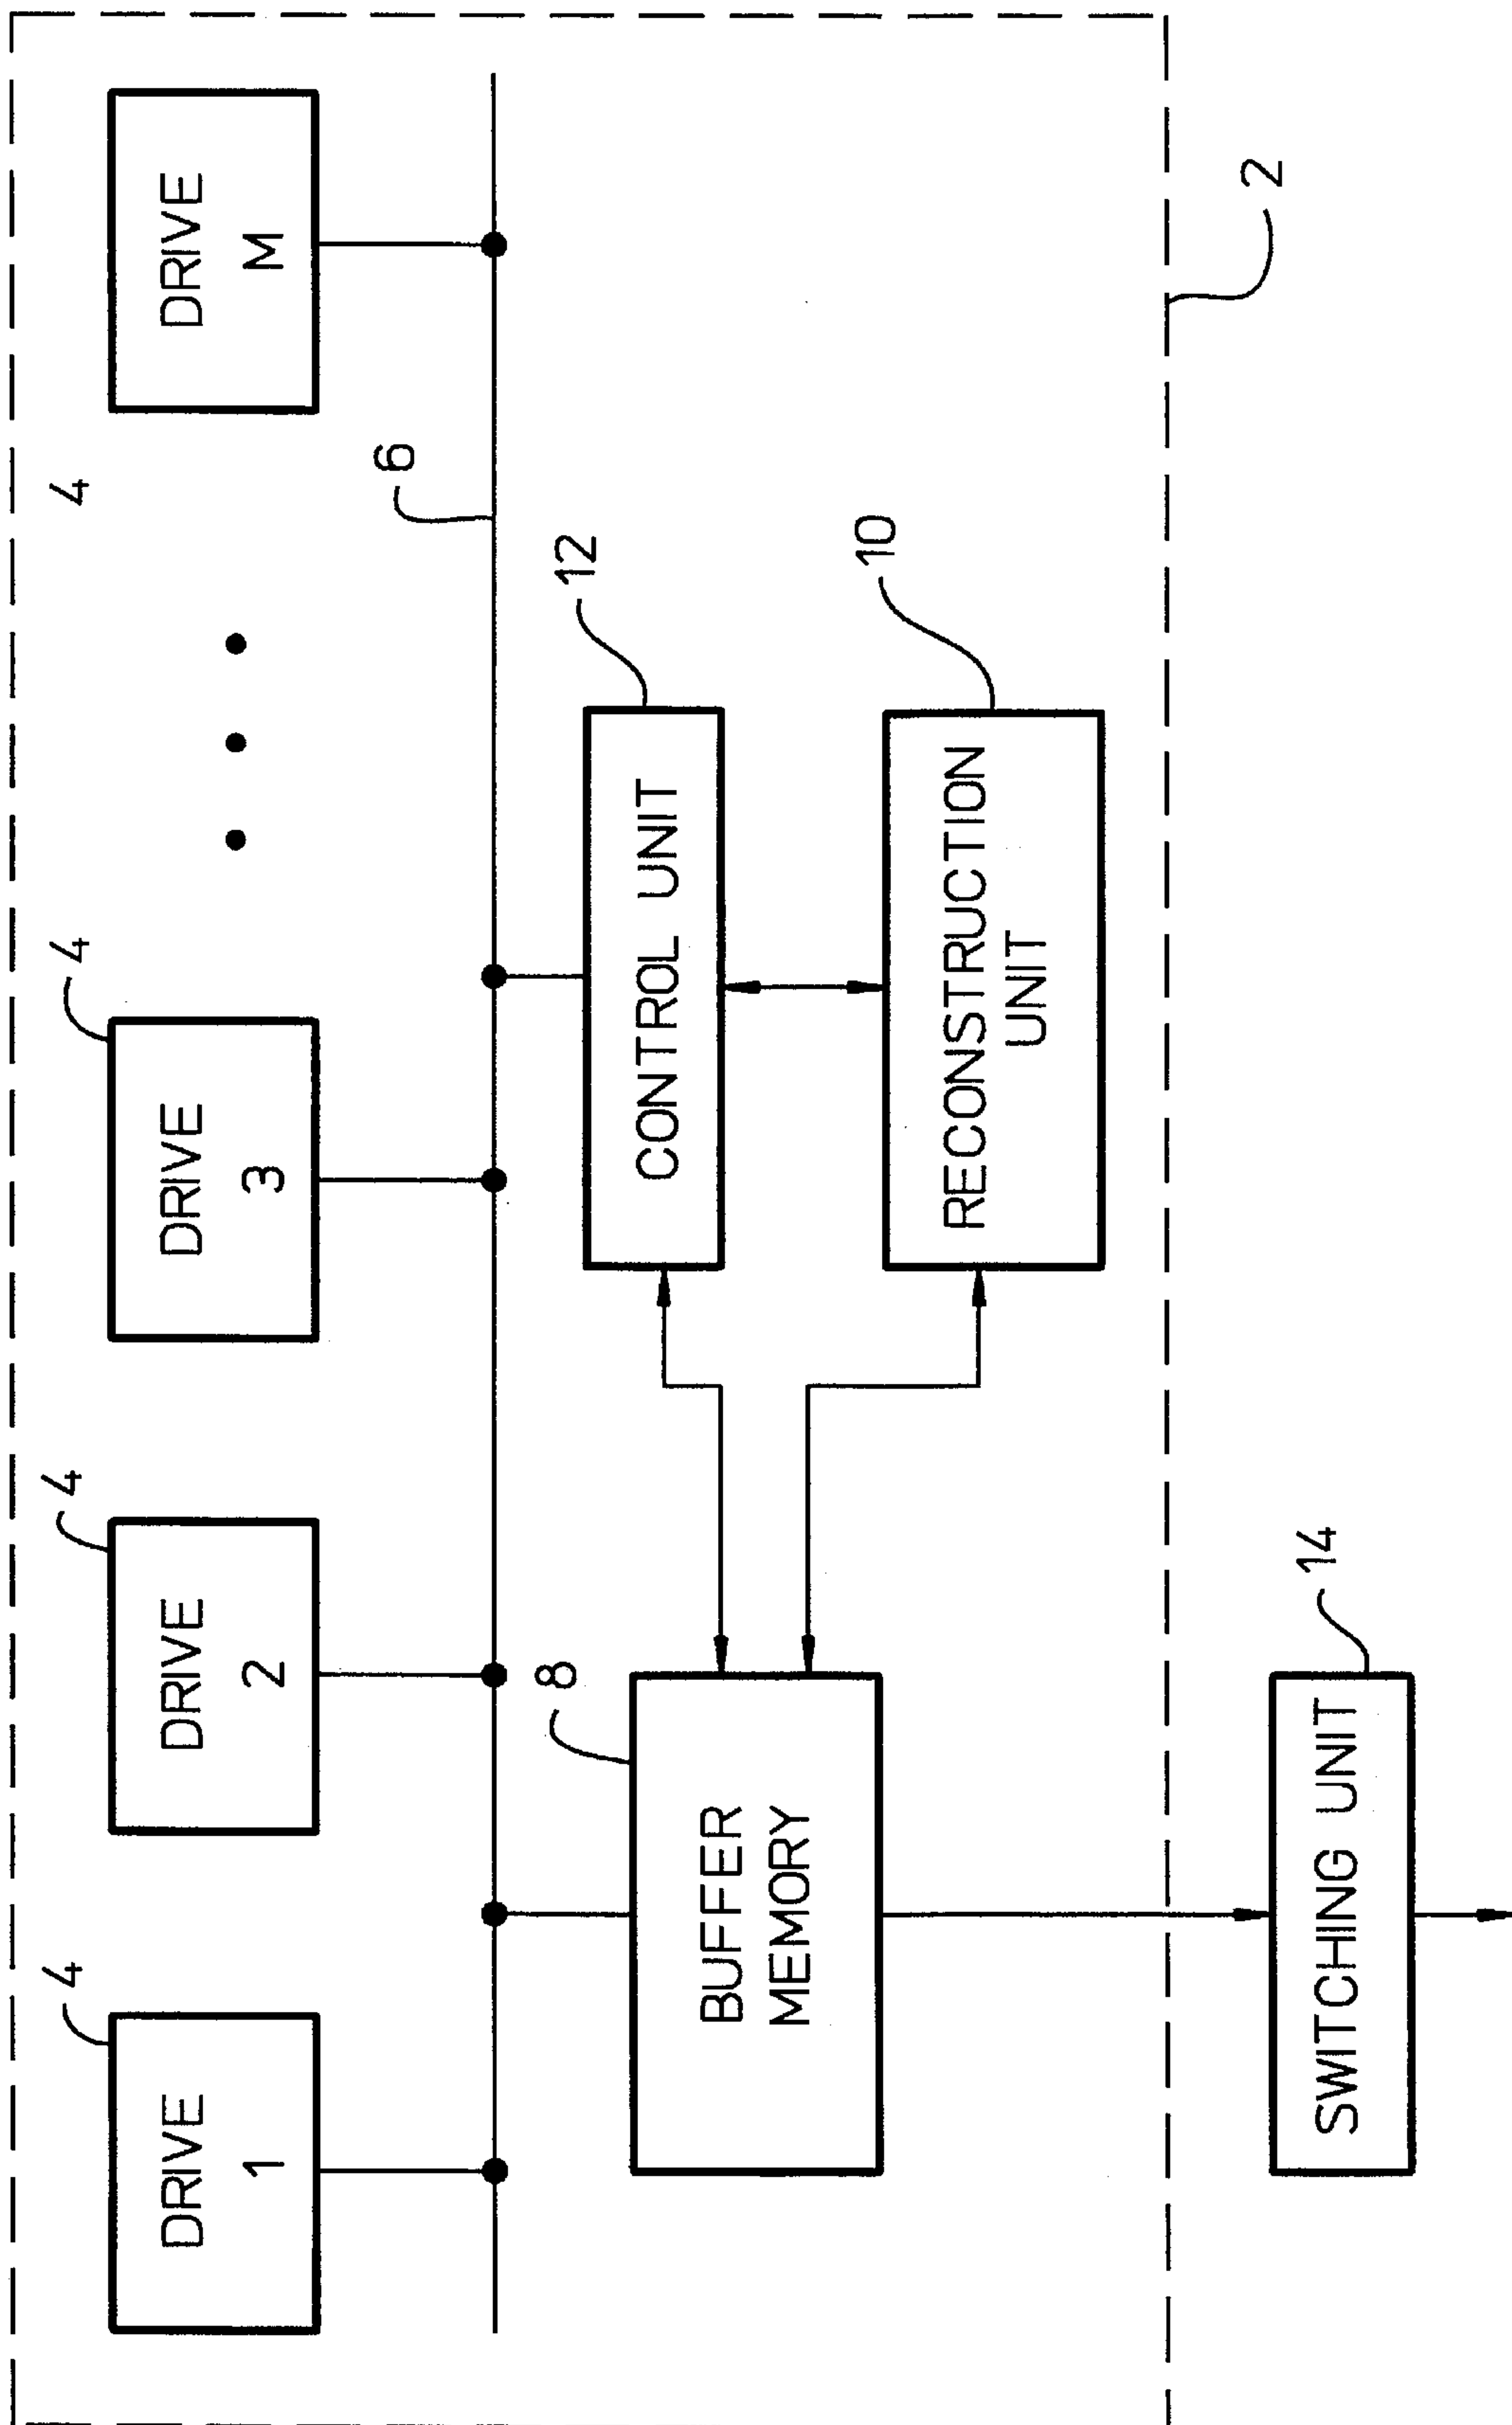 4
4
4
4
DRIVE
1
DRIVE
2
DRIVE
3
DRIVE
M
6
8
12
BUFFER
MEMORY
CONTROL UNIT
10
RECONSTRUCTION
UNIT
2
14
SWITCHING UNIT